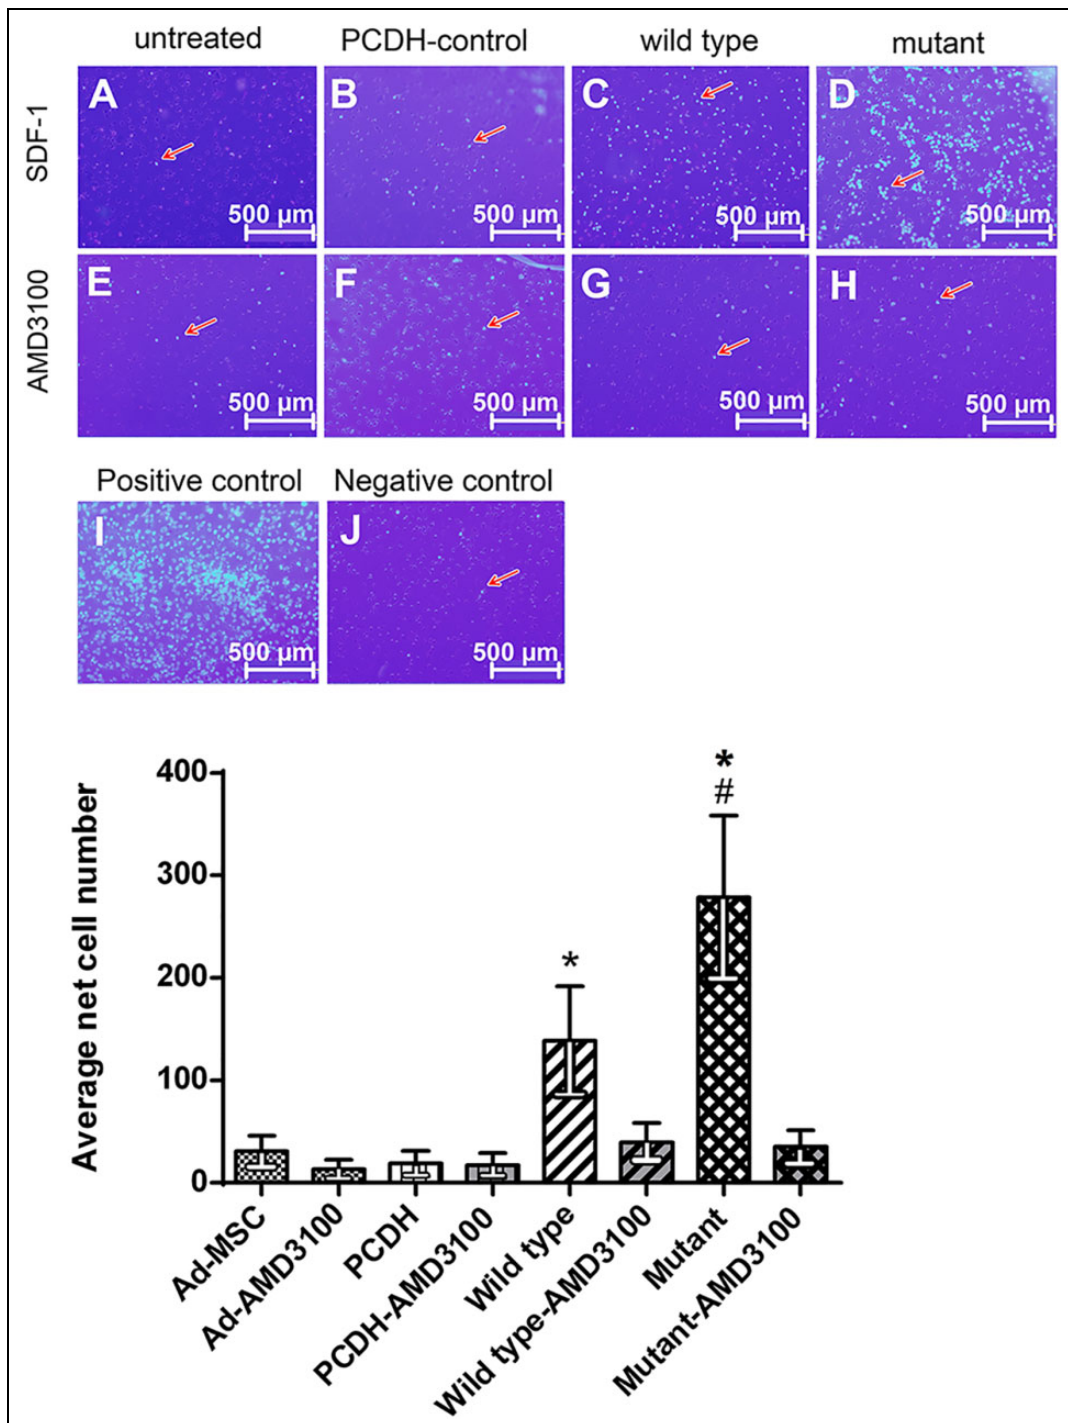 untreated PCDH-control wild type mutant
SDF-1
A B C D
500 µm 500 µm 500 µm 500 µm
AMD3100
E F G H
500 µm 500 µm 500 µm 500 µm
Positive control Negative control
I J
500 µm 500 µm
Average net cell number
400
300
200
100
0
*
*
#
Ad-MSC
Ad-AMD3100
PCDH
PCDH-AMD3100
Wild type
Wild type-AMD3100
Mutant
Mutant-AMD3100